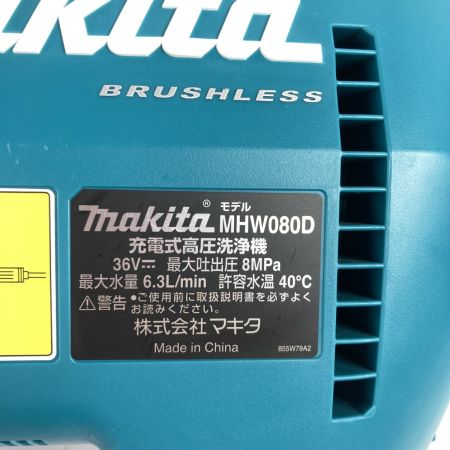 makita
BRUSHLESS
makita® モデル MHW080D
充電式高圧洗浄機
36V⎓ 最大吐出圧 8MPa
最大水量 6.3L/min 許容水温 40℃
⚠警告 ●ご使用前に取扱説明書を必ずよく
お読みください。
株式会社 マキタ
Made in China
855W79A2